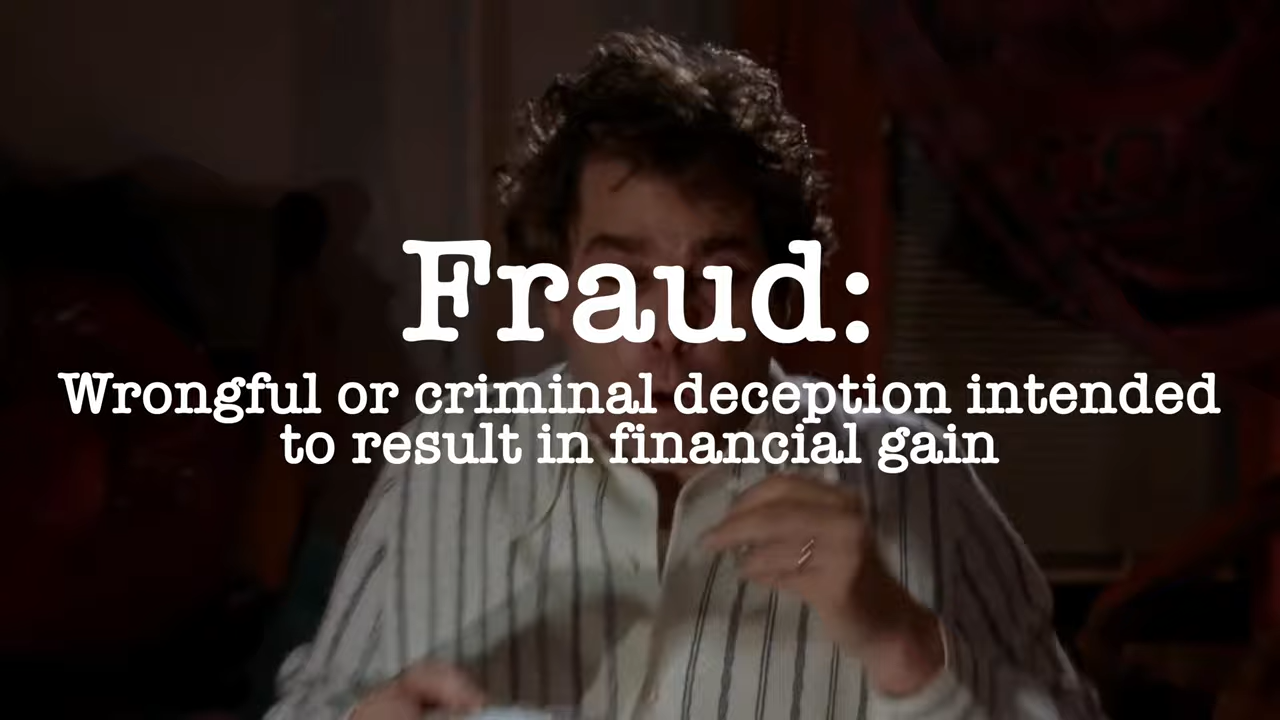 Fraud:
Wrongful or criminal deception intended
to result in financial gain